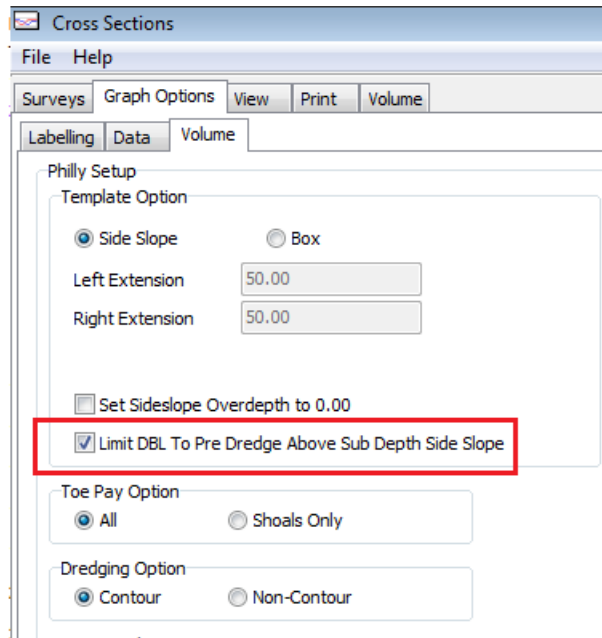 Cross Sections
File Help
Surveys Graph Options View Print Volume
Labelling Data Volume
Philly Setup
Template Option
Side Slope Box
Left Extension 50.00
Right Extension 50.00
Set Sideslope Overdepth to 0.00
Limit DBL To Pre Dredge Above Sub Depth Side Slope
Toe Pay Option
All Shoals Only
Dredging Option
Contour Non-Contour